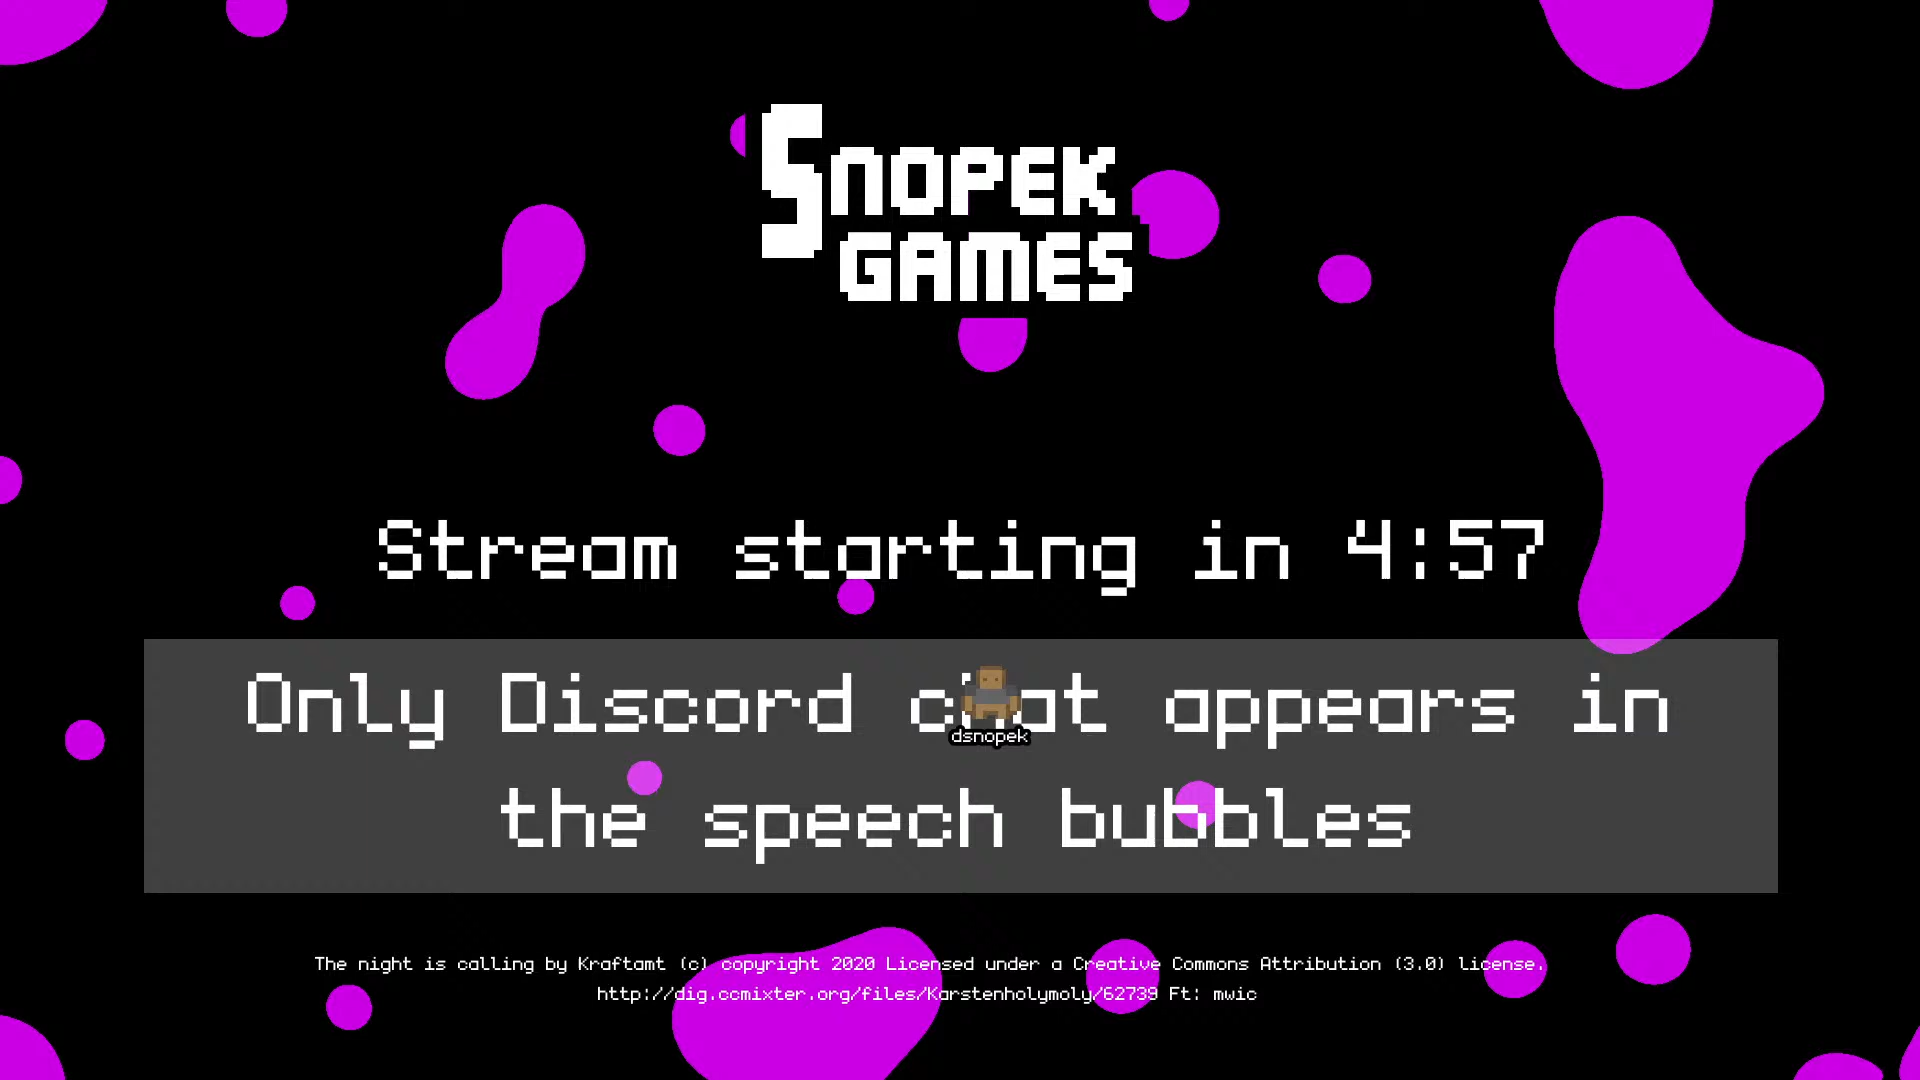 Snopek
Games
Stream starting in 4:57
Only Discord chat appears in
dsnopek
the speech bubbles
The night is calling by Kraftamt (c) copyright 2020 Licensed under a Creative Commons Attribution (3.0) license.
http://dig.ccmixter.org/files/Karstenholymoly/62739 Ft: mwic